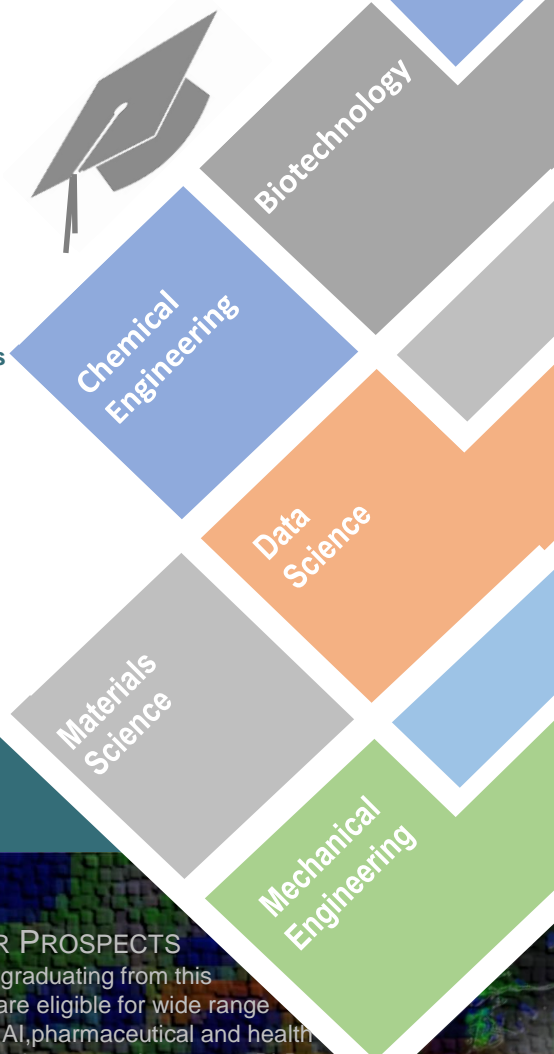 Biotechnology
Chemical
Engineering
s
Data
Science
Materials
Science
Mechanical
Engineering
R PROSPECTS
graduating from this
are eligible for wide range
AI,pharmaceutical and health